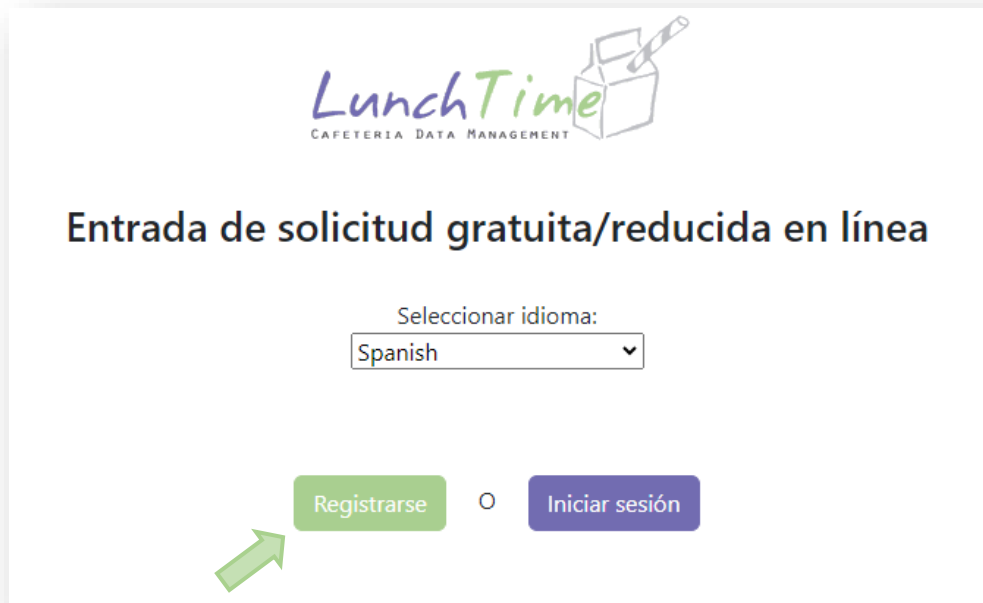 LunchTime
CAFETERIA DATA MANAGEMENT
Entrada de solicitud gratuita/reducida en línea
Seleccionar idioma:
Spanish
Registrarse O Iniciar sesión